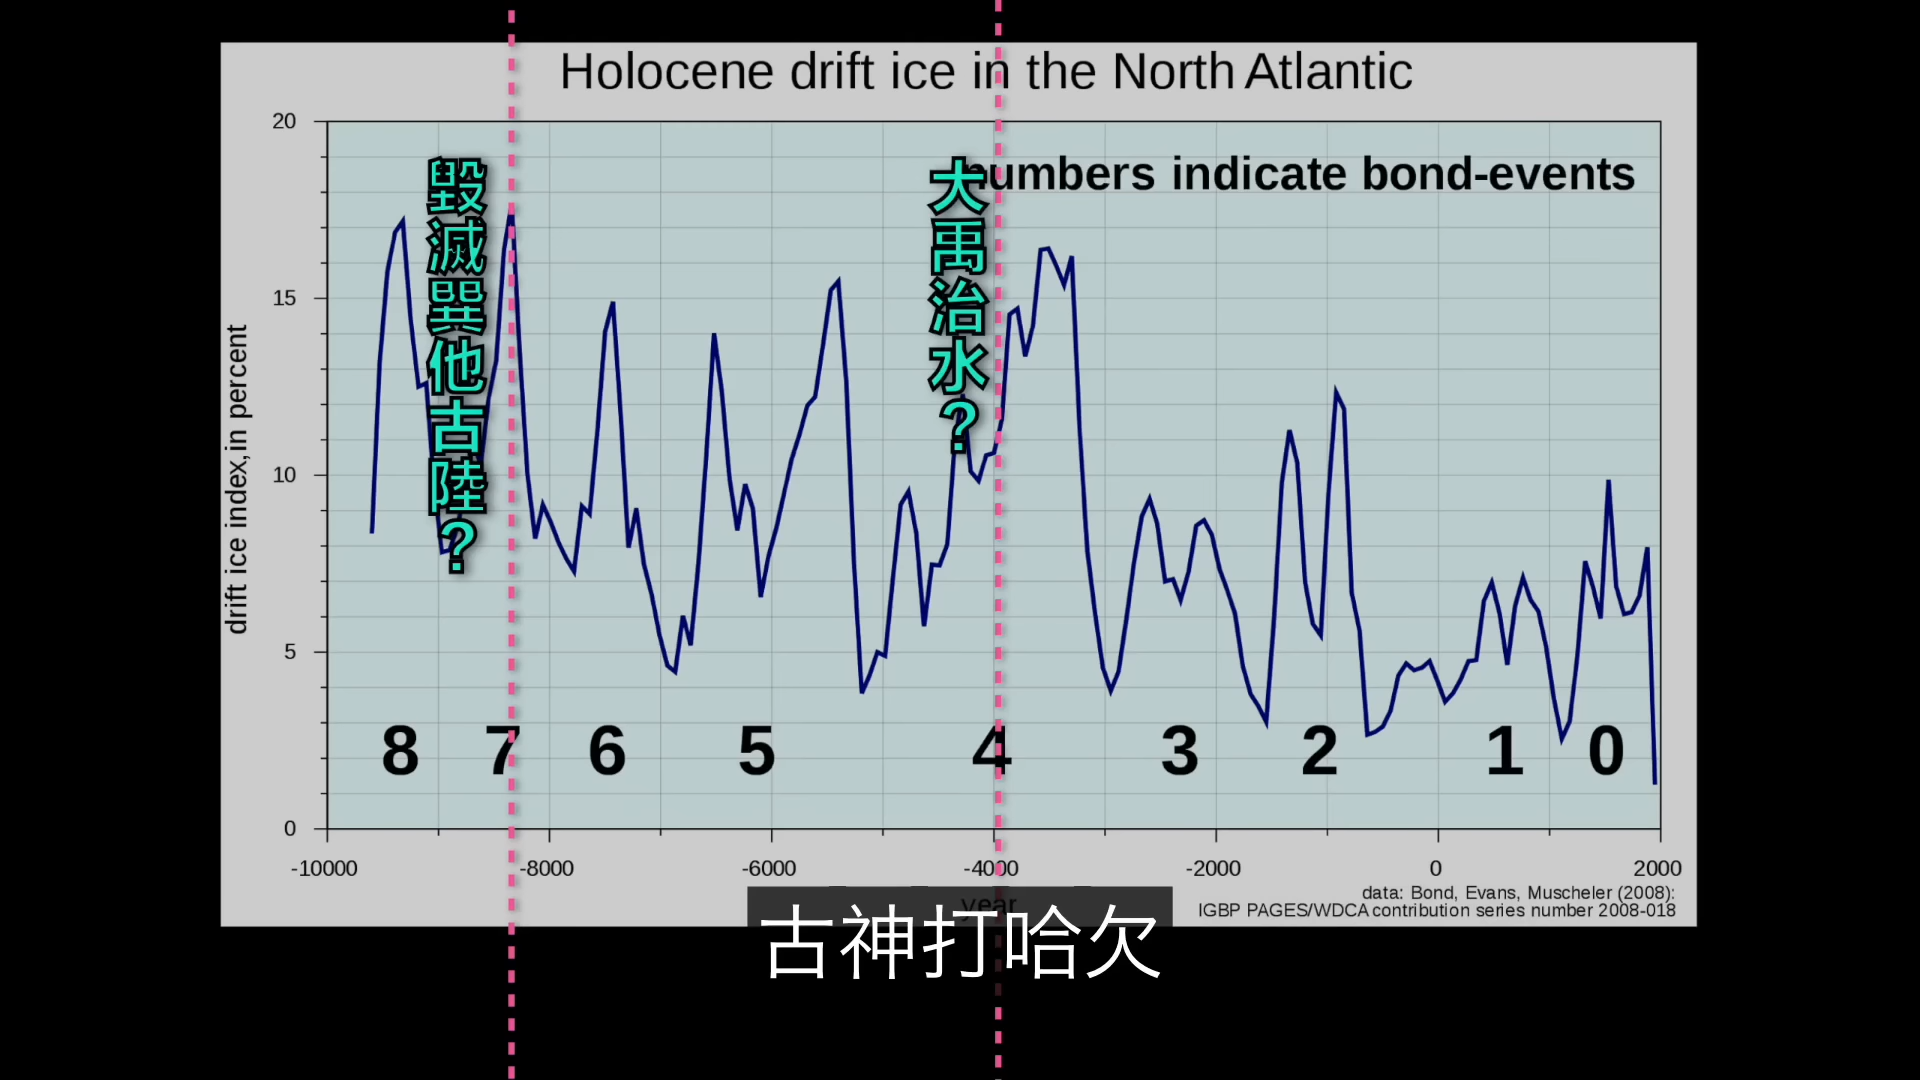 Holocene drift ice in the North Atlantic
numbers indicate bond-events
毀滅巽他古陸?
大禹治水?
drift ice index,in percent
20
15
10
5
0
8 7 6 5 4 3 2 1 0
-10000 -8000 -6000 -4000 -2000 0 2000
year
data: Bond, Evans, Muscheler (2008):
IGBP PAGES/WDCA contribution series number 2008-018
古神打哈欠